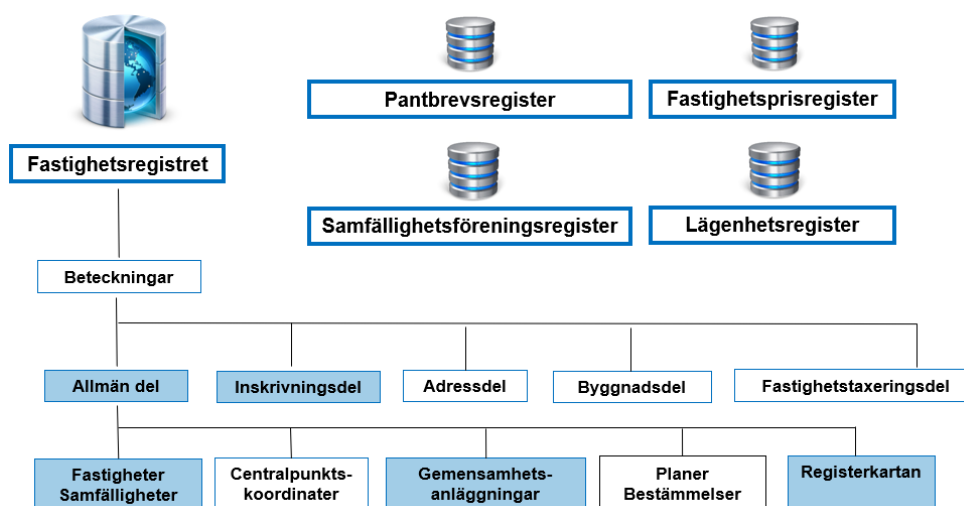 Pantbrevsregister
Fastighetsprisregister
Fastighetsregistret
Samfällighetsföreningsregister
Lägenhetsregister
Beteckningar
Allmän del
Inskrivningsdel
Adressdel
Byggnadsdel
Fastighetstaxeringsdel
Fastigheter
Samfälligheter
Centralpunkts-
koordinater
Gemensamhets-
anläggningar
Planer
Bestämmelser
Registerkartan